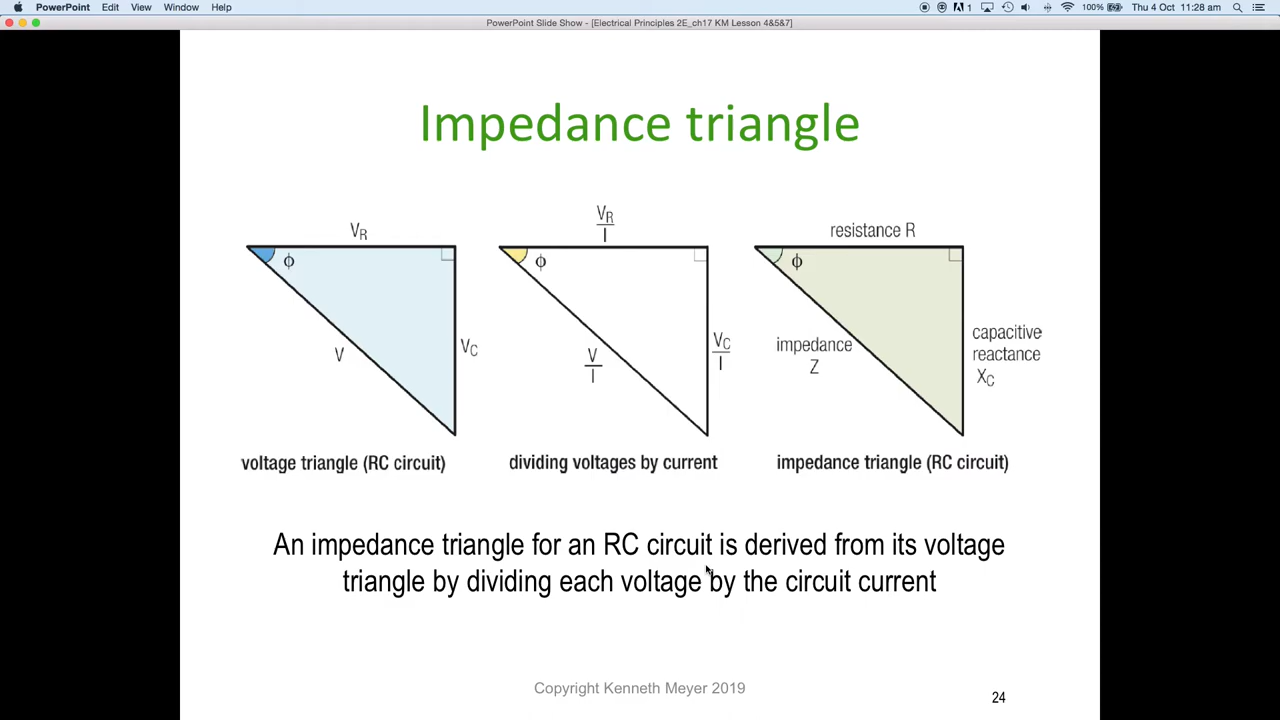 PowerPoint Edit View Window Help
1 100% Thu 4 Oct 11:28 am
PowerPoint Slide Show - [Electrical Principles 2E_ch17 KM Lesson 4&5&7]
Impedance triangle
VR
ϕ
V
VC
voltage triangle (RC circuit)
VR
I
ϕ
V
I
VC
I
dividing voltages by current
resistance R
ϕ
impedance
Z
capacitive
reactance
XC
impedance triangle (RC circuit)
An impedance triangle for an RC circuit is derived from its voltage
triangle by dividing each voltage by the circuit current
Copyright Kenneth Meyer 2019
24